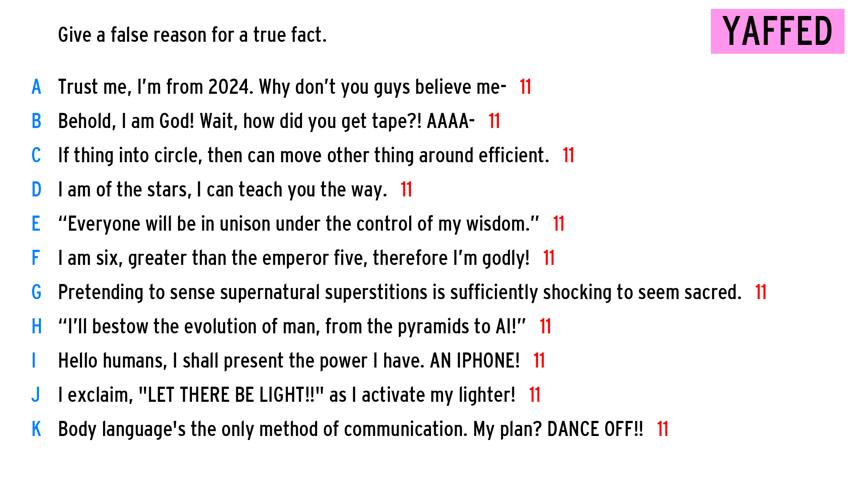 Give a false reason for a true fact.
YAFFED
A Trust me, I'm from 2024. Why don't you guys believe me- 11
B Behold, I am God! Wait, how did you get tape?! AAAA- 11
C If thing into circle, then can move other thing around efficient. 11
D I am of the stars, I can teach you the way. 11
E “Everyone will be in unison under the control of my wisdom.” 11
F I am six, greater than the emperor five, therefore I'm godly! 11
G Pretending to sense supernatural superstitions is sufficiently shocking to seem sacred. 11
H “I'll bestow the evolution of man, from the pyramids to AI!” 11
I Hello humans, I shall present the power I have. AN IPHONE! 11
J I exclaim, "LET THERE BE LIGHT!!" as I activate my lighter! 11
K Body language's the only method of communication. My plan? DANCE OFF!! 11